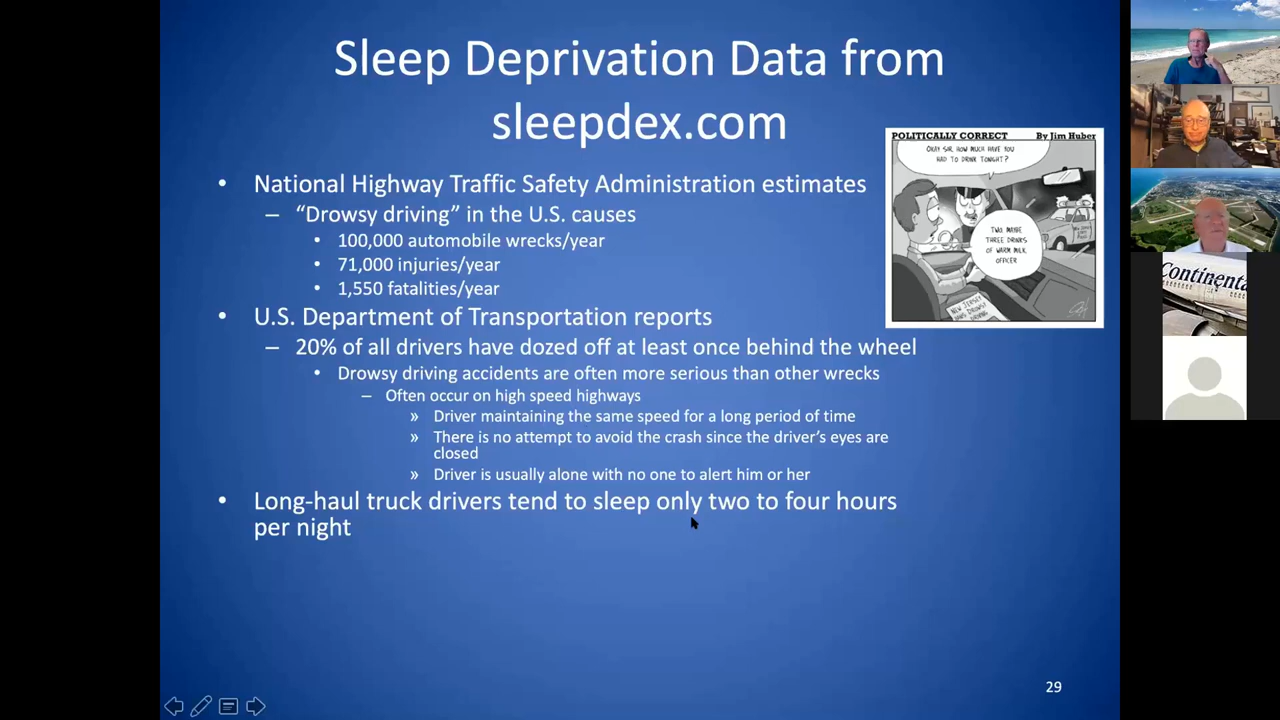 Sleep Deprivation Data from
sleepdex.com
• National Highway Traffic Safety Administration estimates
– “Drowsy driving” in the U.S. causes
• 100,000 automobile wrecks/year
• 71,000 injuries/year
• 1,550 fatalities/year
• U.S. Department of Transportation reports
– 20% of all drivers have dozed off at least once behind the wheel
• Drowsy driving accidents are often more serious than other wrecks
– Often occur on high speed highways
» Driver maintaining the same speed for a long period of time
» There is no attempt to avoid the crash since the driver’s eyes are
closed
» Driver is usually alone with no one to alert him or her
• Long-haul truck drivers tend to sleep only two to four hours
per night
POLITICALLY CORRECT By Jim Huber
OKAY SIR, HOW MUCH HAVE YOU
HAD TO DRINK TONIGHT?
TWO, MAYBE
THREE DRINKS
OF WARM MILK,
OFFICER
NEW JERSEY
DRIVING
29
Continenta